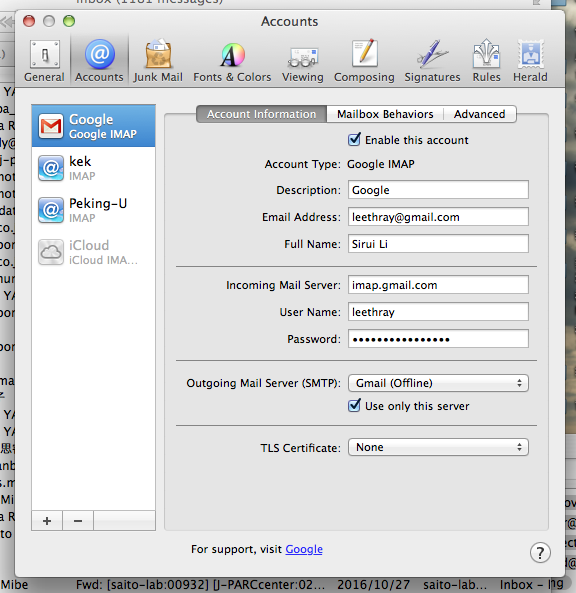 Inbox (1181 messages)
Accounts
General Accounts Junk Mail Fonts & Colors Viewing Composing Signatures Rules Herald
Google
Google IMAP
kek
IMAP
Peking-U
IMAP
iCloud
iCloud IMA...
Account Information Mailbox Behaviors Advanced
Enable this account
Account Type: Google IMAP
Description: Google
Email Address: leethray@gmail.com
Full Name: Sirui Li
Incoming Mail Server: imap.gmail.com
User Name: leethray
Password: ••••••••••••••••
Outgoing Mail Server (SMTP): Gmail (Offline)
Use only this server
TLS Certificate: None
+ −
For support, visit Google
?
Mibe Fwd: [saito-lab:00932] [J-PARCcenter:02... 2016/10/27 saito-lab... Inbox -